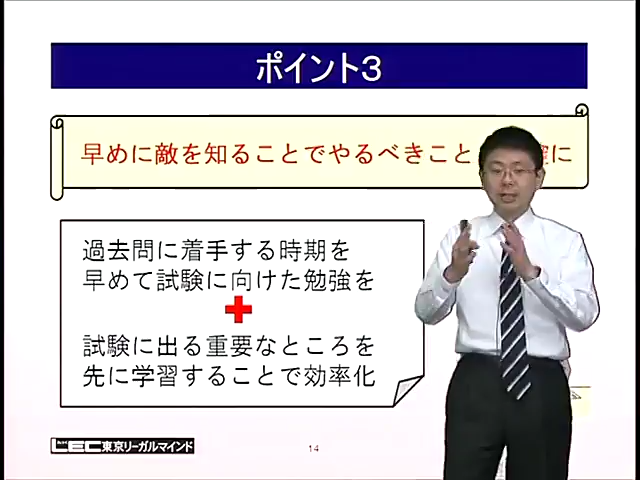 ポイント3
早めに敵を知ることでやるべきこと 確に
過去問に着手する時期を
早めて試験に向けた勉強を
試験に出る重要なところを
先に学習することで効率化
LEC東京リーガルマインド
14